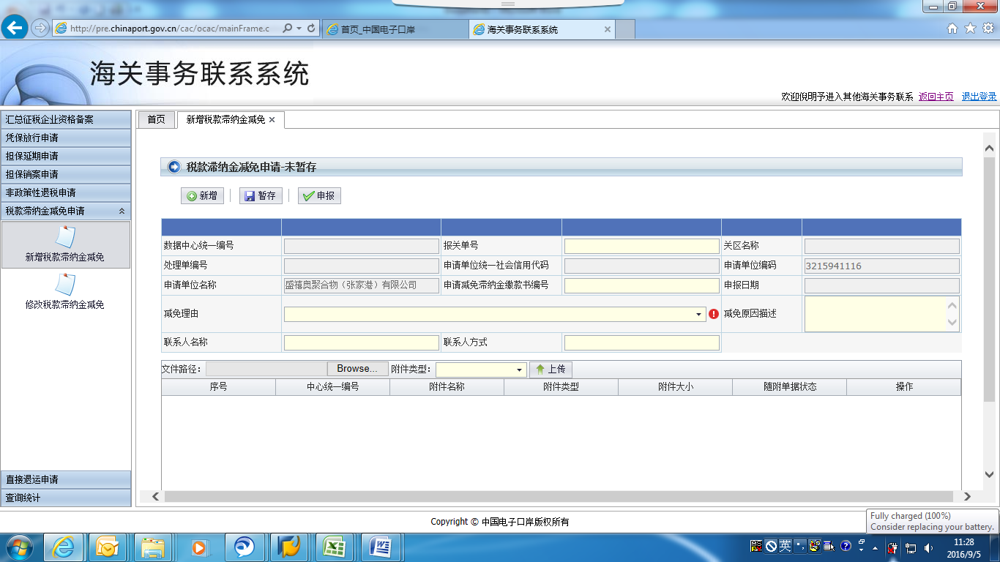 http://pre.chinaport.gov.cn/cac/ocac/mainFrame.c
首页_中国电子口岸
海关事务联系系统
海关事务联系系统
欢迎倪明予进入其他海关事务联系 返回主页 退出登录
汇总征税企业资格备案
凭保放行申请
担保延期申请
担保销案申请
非政策性退税申请
税款滞纳金减免申请
新增税款滞纳金减免
修改税款滞纳金减免
直接退运申请
查询统计
首页 新增税款滞纳金减免
税款滞纳金减免申请-未暂存
新增 暂存 申报
数据中心统一编号 报关单号 关区名称
处理单编号 申请单位统一社会信用代码 申请单位编码 3215941116
申请单位名称 盛禧奥聚合物（张家港）有限公司 申请减免滞纳金缴款书编号 申报日期
减免理由 减免原因描述
联系人名称 联系人方式
文件路径： Browse... 附件类型： 上传
序号 中心统一编号 附件名称 附件类型 附件大小 随附单据状态 操作
Copyright © 中国电子口岸版权所有
Fully charged (100%)
Consider replacing your battery.
英
11:28
2016/9/5